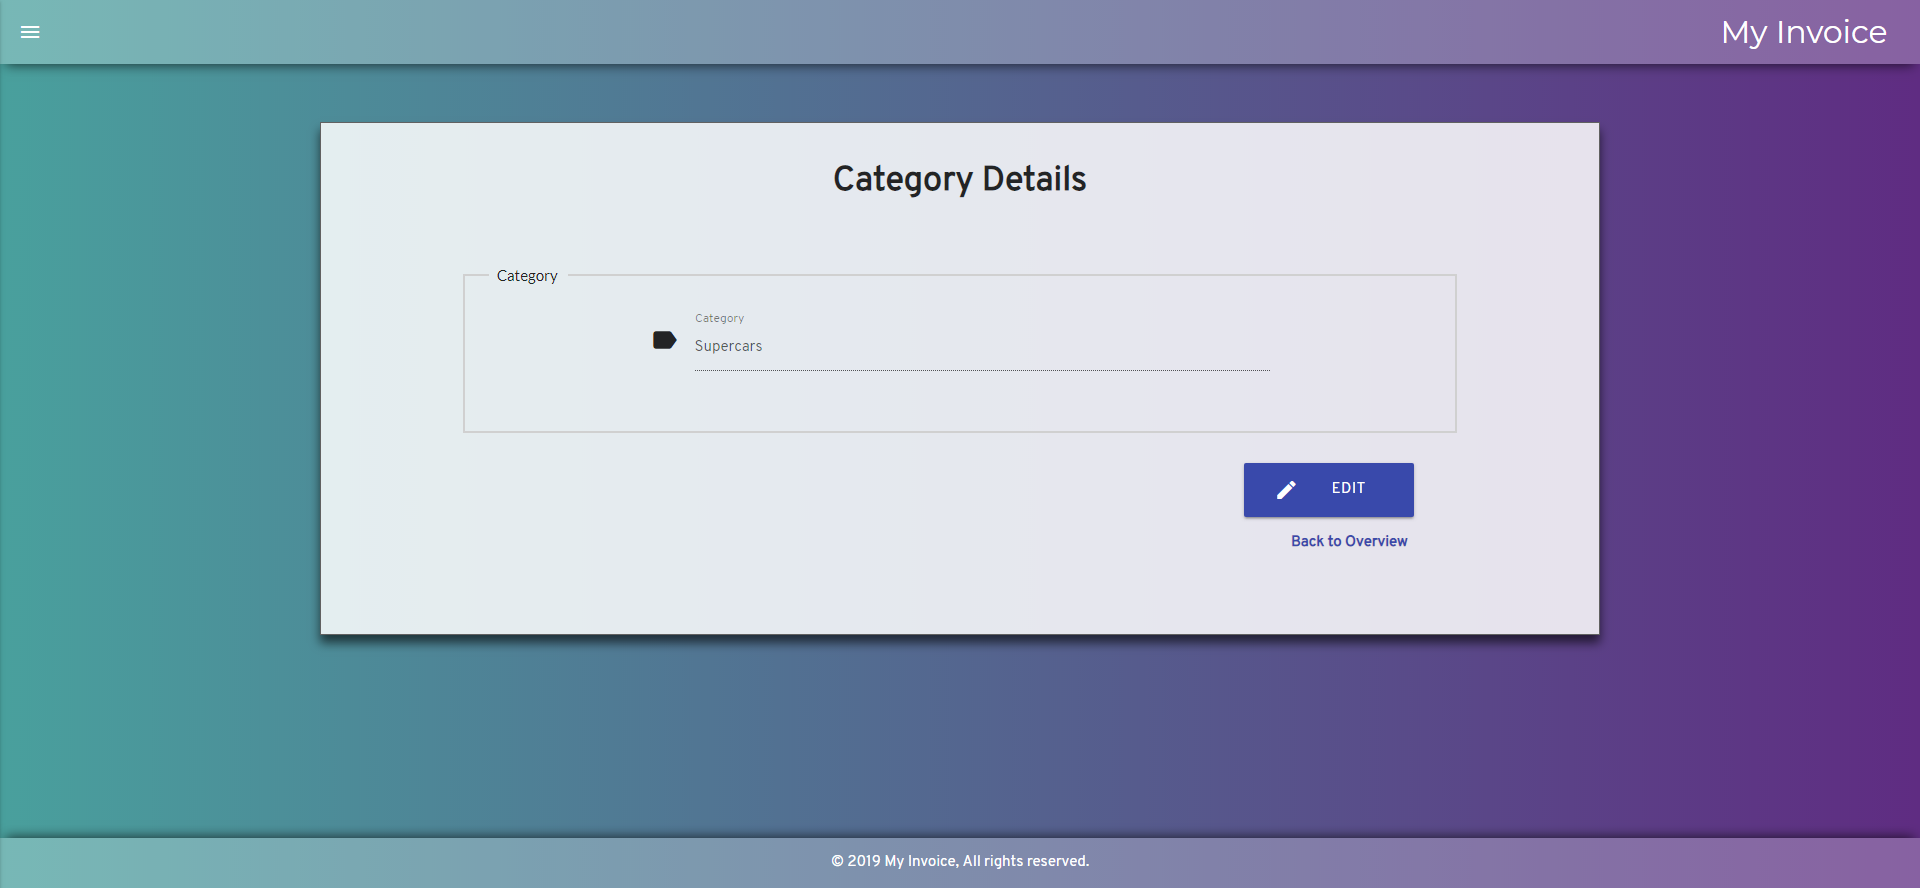 My Invoice
Category Details
Category
Category
Supercars
EDIT
Back to Overview
© 2019 My Invoice, All rights reserved.